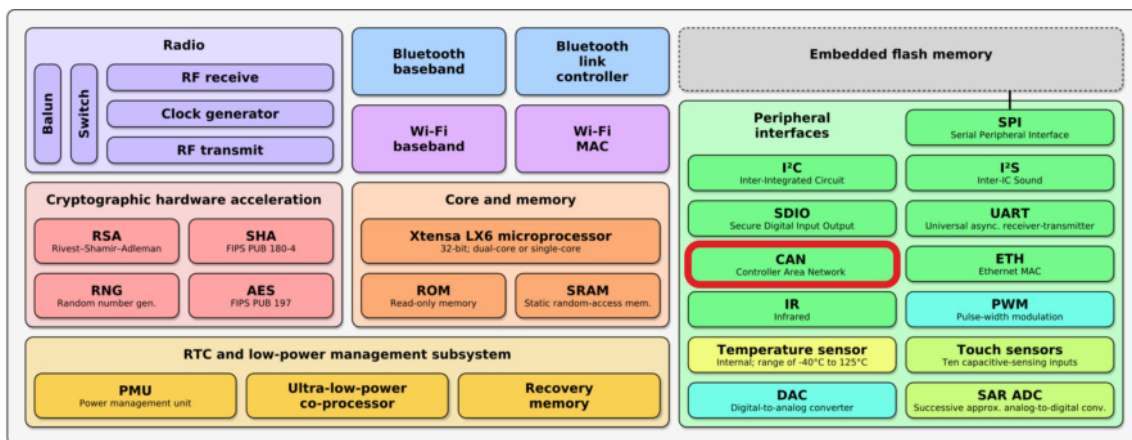 Radio
Balun
Switch
RF receive
Clock generator
RF transmit
Bluetooth
baseband
Bluetooth
link
controller
Wi-Fi
baseband
Wi-Fi
MAC
Embedded flash memory
Peripheral
interfaces
SPI
Serial Peripheral Interface
I²C
Inter-Integrated Circuit
I²S
Inter-IC Sound
SDIO
Secure Digital Input Output
UART
Universal async. receiver-transmitter
CAN
Controller Area Network
ETH
Ethernet MAC
IR
Infrared
PWM
Pulse-width modulation
Temperature sensor
Internal; range of -40°C to 125°C
Touch sensors
Ten capacitive-sensing inputs
DAC
Digital-to-analog converter
SAR ADC
Successive approx. analog-to-digital conv.
Cryptographic hardware acceleration
RSA
Rivest–Shamir–Adleman
SHA
FIPS PUB 180-4
RNG
Random number gen.
AES
FIPS PUB 197
Core and memory
Xtensa LX6 microprocessor
32-bit; dual-core or single-core
ROM
Read-only memory
SRAM
Static random-access mem.
RTC and low-power management subsystem
PMU
Power management unit
Ultra-low-power
co-processor
Recovery
memory